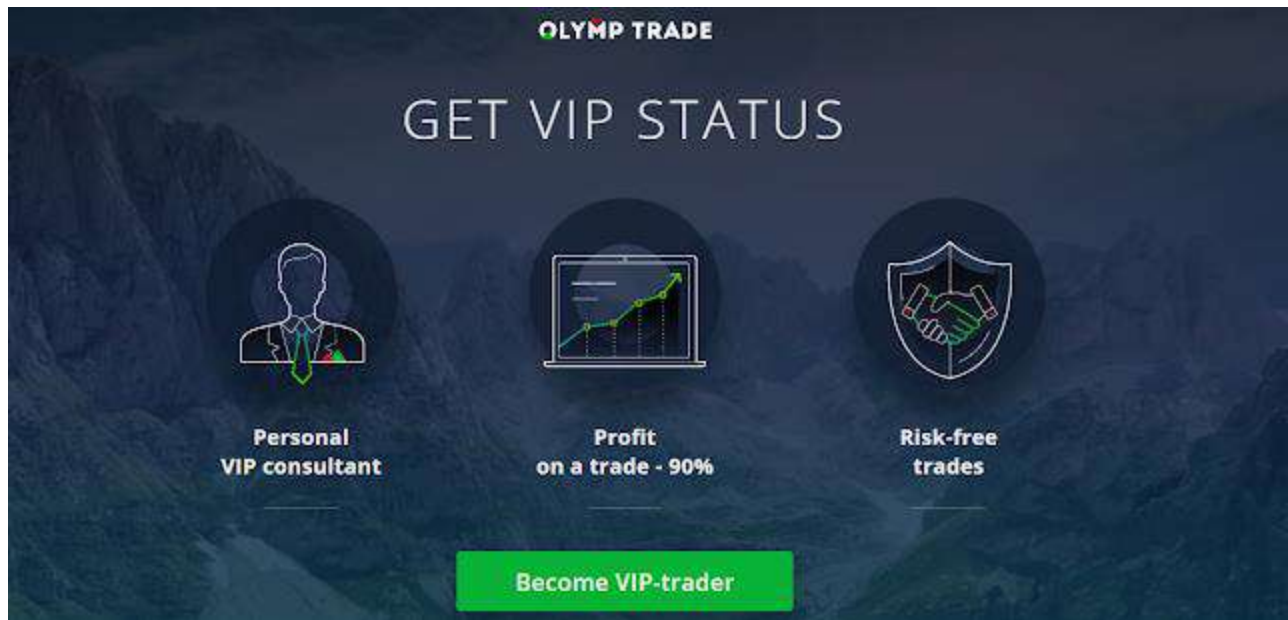 OLYMP TRADE
GET VIP STATUS
Personal
VIP consultant
Profit
on a trade - 90%
Risk-free
trades
Become VIP-trader